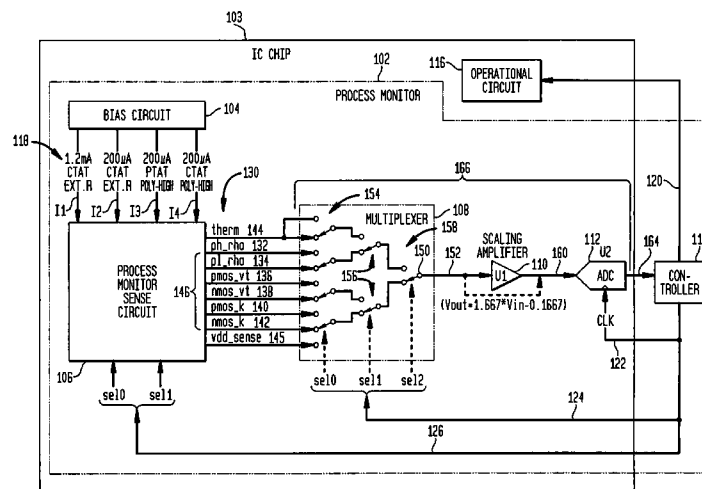 103
IC CHIP
102
PROCESS MONITOR
116
OPERATIONAL
CIRCUIT
BIAS CIRCUIT
104
118
1.2mA
CTAT
EXT.R
200µA
CTAT
EXT.R
200µA
PTAT
POLY-HIGH
200µA
CTAT
POLY-HIGH
I1
I2
I3
I4
130
PROCESS
MONITOR
SENSE
CIRCUIT
106
146
therm 144
ph_rho 132
pl_rho 134
pmos_vt 136
nmos_vt 138
pmos_k 140
nmos_k 142
vdd_sense 145
166
154
MULTIPLEXER
108
158
150
156
152
SCALING
AMPLIFIER
U1
110
160
(Vout=1.667*Vin-0.1667)
112
U2
ADC
164
CLK
122
120
CON-
TROLLER
sel0
sel1
sel0
sel1
sel2
124
126